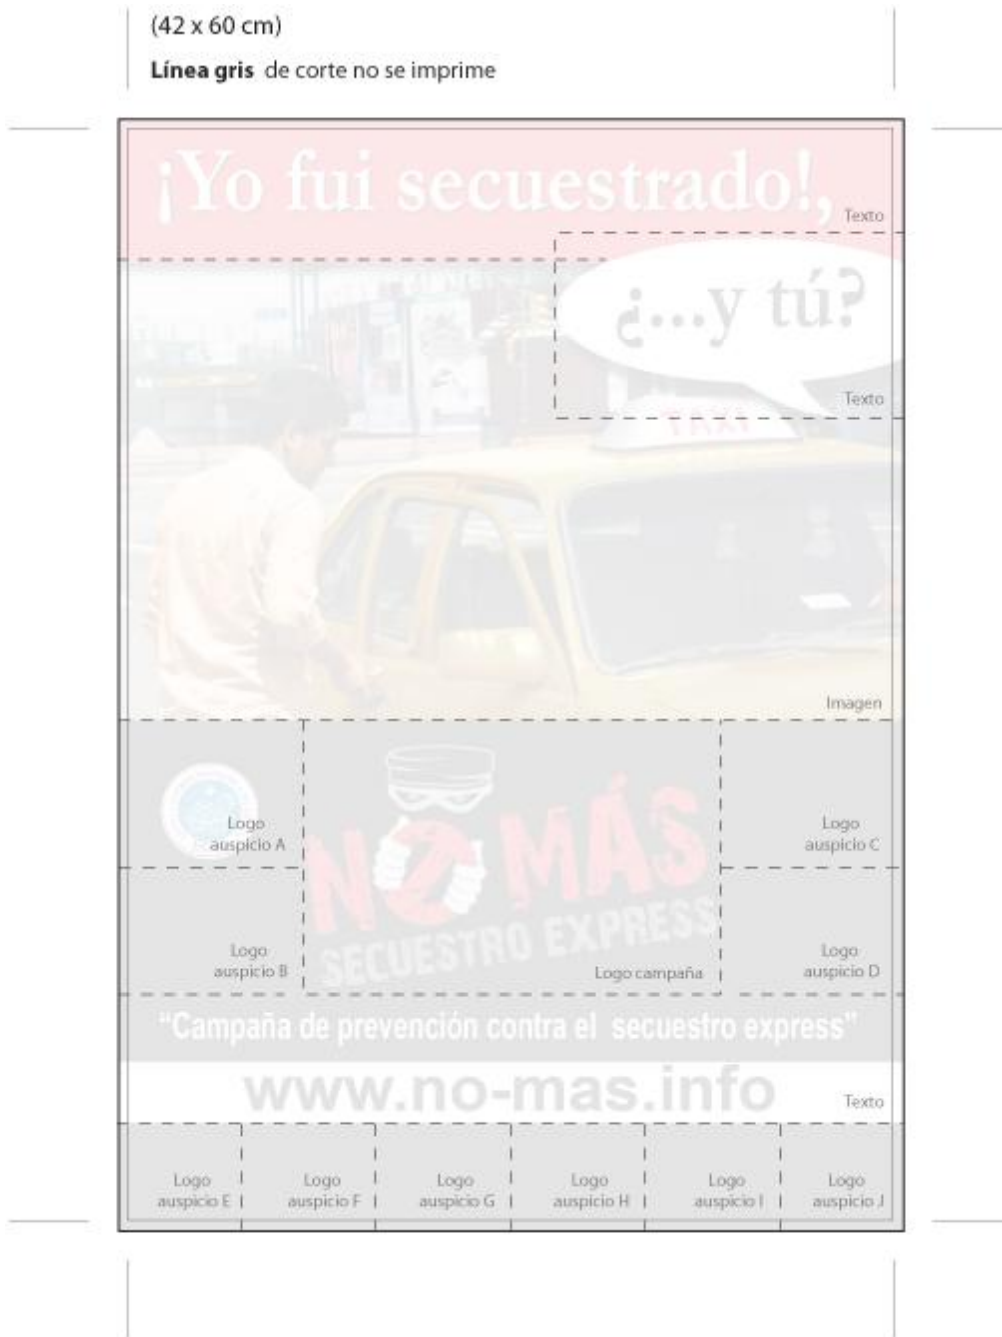 (42 x 60 cm)
Línea gris de corte no se imprime
¡Yo fui secuestrado!,
Texto
¿...y tú?
Texto
TAXI
Imagen
Logo
auspicio A
Logo
auspicio C
NO MÁS
SECUESTRO EXPRESS
Logo
auspicio B
Logo campaña
Logo
auspicio D
“Campaña de prevención contra el secuestro express”
www.no-mas.info
Texto
Logo
auspicio E
Logo
auspicio F
Logo
auspicio G
Logo
auspicio H
Logo
auspicio I
Logo
auspicio J